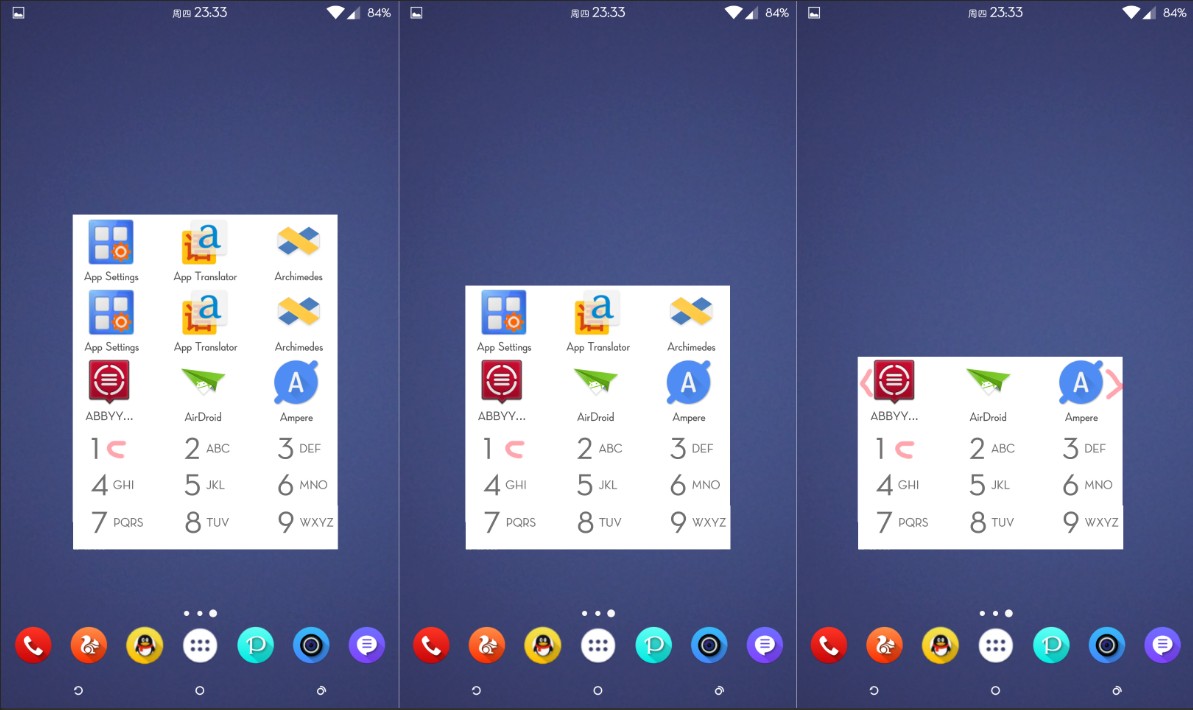 周四 23:33 84%
App Settings App Translator Archimedes
App Settings App Translator Archimedes
ABBYY... AirDroid Ampere
1 2 ABC 3 DEF
4 GHI 5 JKL 6 MNO
7 PQRS 8 TUV 9 WXYZ
周四 23:33 84%
App Settings App Translator Archimedes
ABBYY... AirDroid Ampere
1 2 ABC 3 DEF
4 GHI 5 JKL 6 MNO
7 PQRS 8 TUV 9 WXYZ
周四 23:33 84%
ABBYY... AirDroid Ampere
1 2 ABC 3 DEF
4 GHI 5 JKL 6 MNO
7 PQRS 8 TUV 9 WXYZ